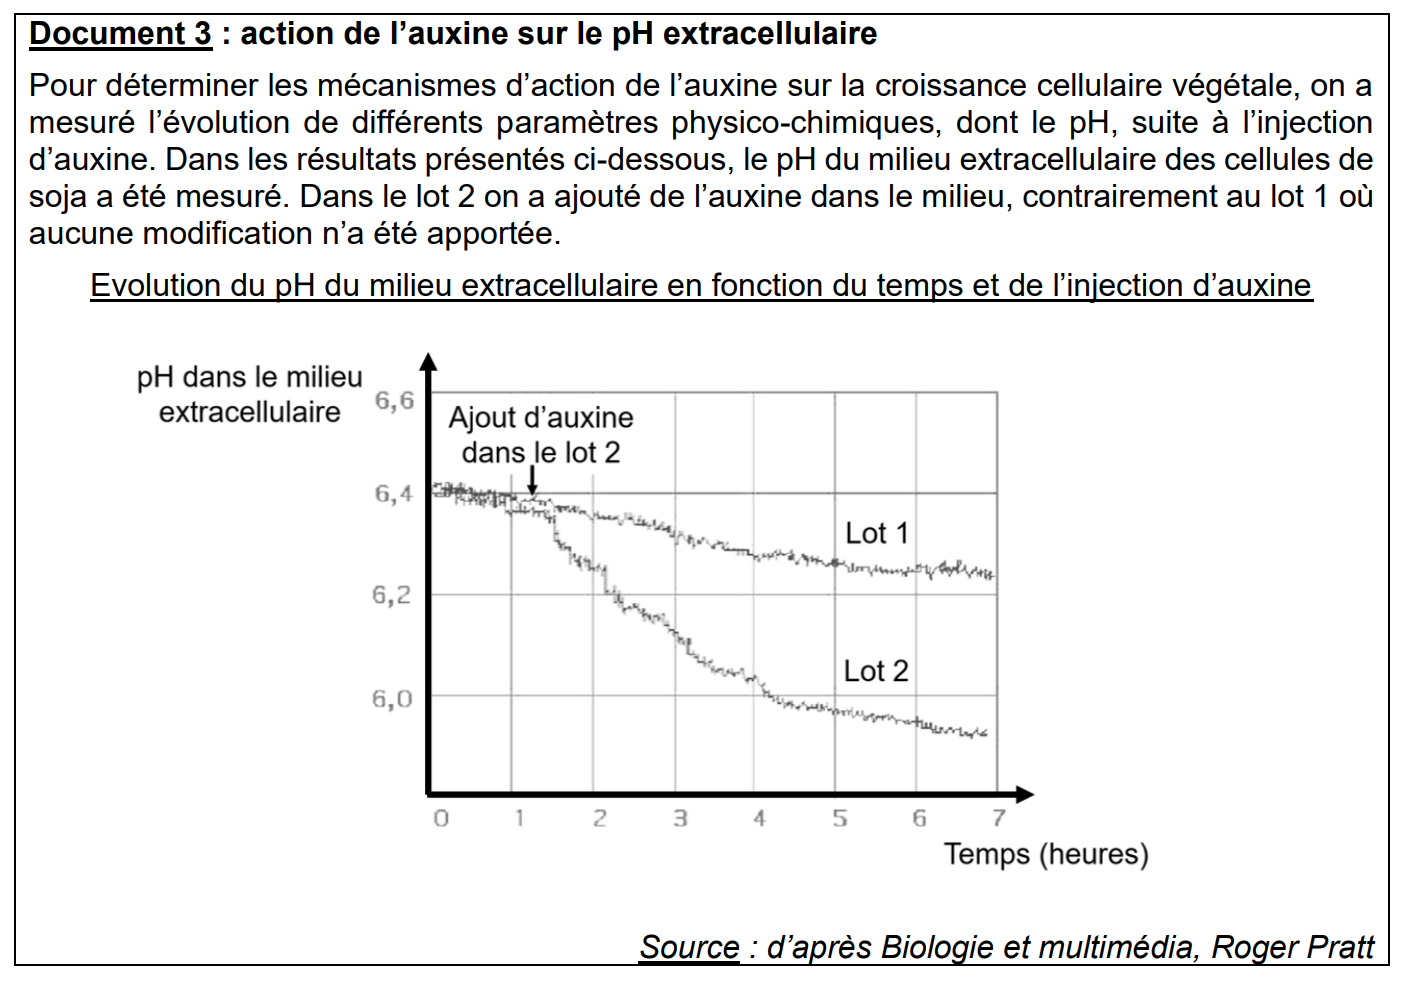 Document 3 : action de l’auxine sur le pH extracellulaire
Pour déterminer les mécanismes d’action de l’auxine sur la croissance cellulaire végétale, on a
mesuré l’évolution de différents paramètres physico-chimiques, dont le pH, suite à l’injection
d’auxine. Dans les résultats présentés ci-dessous, le pH du milieu extracellulaire des cellules de
soja a été mesuré. Dans le lot 2 on a ajouté de l’auxine dans le milieu, contrairement au lot 1 où
aucune modification n’a été apportée.
Evolution du pH du milieu extracellulaire en fonction du temps et de l’injection d’auxine
pH dans le milieu
extracellulaire
6,6
Ajout d’auxine
dans le lot 2
6,4
Lot 1
6,2
Lot 2
6,0
0 1 2 3 4 5 6 7
Temps (heures)
Source : d’après Biologie et multimédia, Roger Pratt